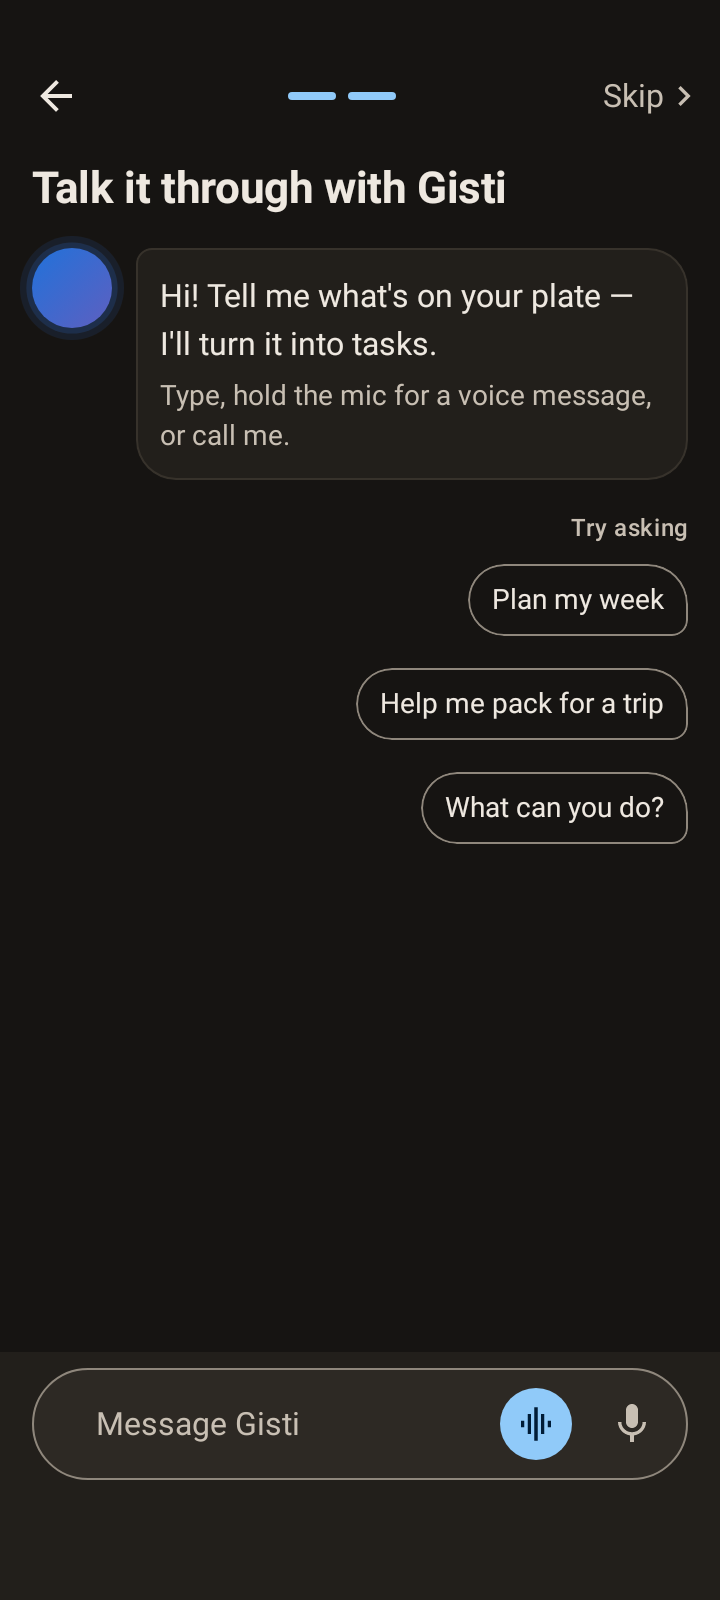 Skip
Talk it through with Gisti
Hi! Tell me what's on your plate —
I'll turn it into tasks.
Type, hold the mic for a voice message,
or call me.
Try asking
Plan my week
Help me pack for a trip
What can you do?
Message Gisti